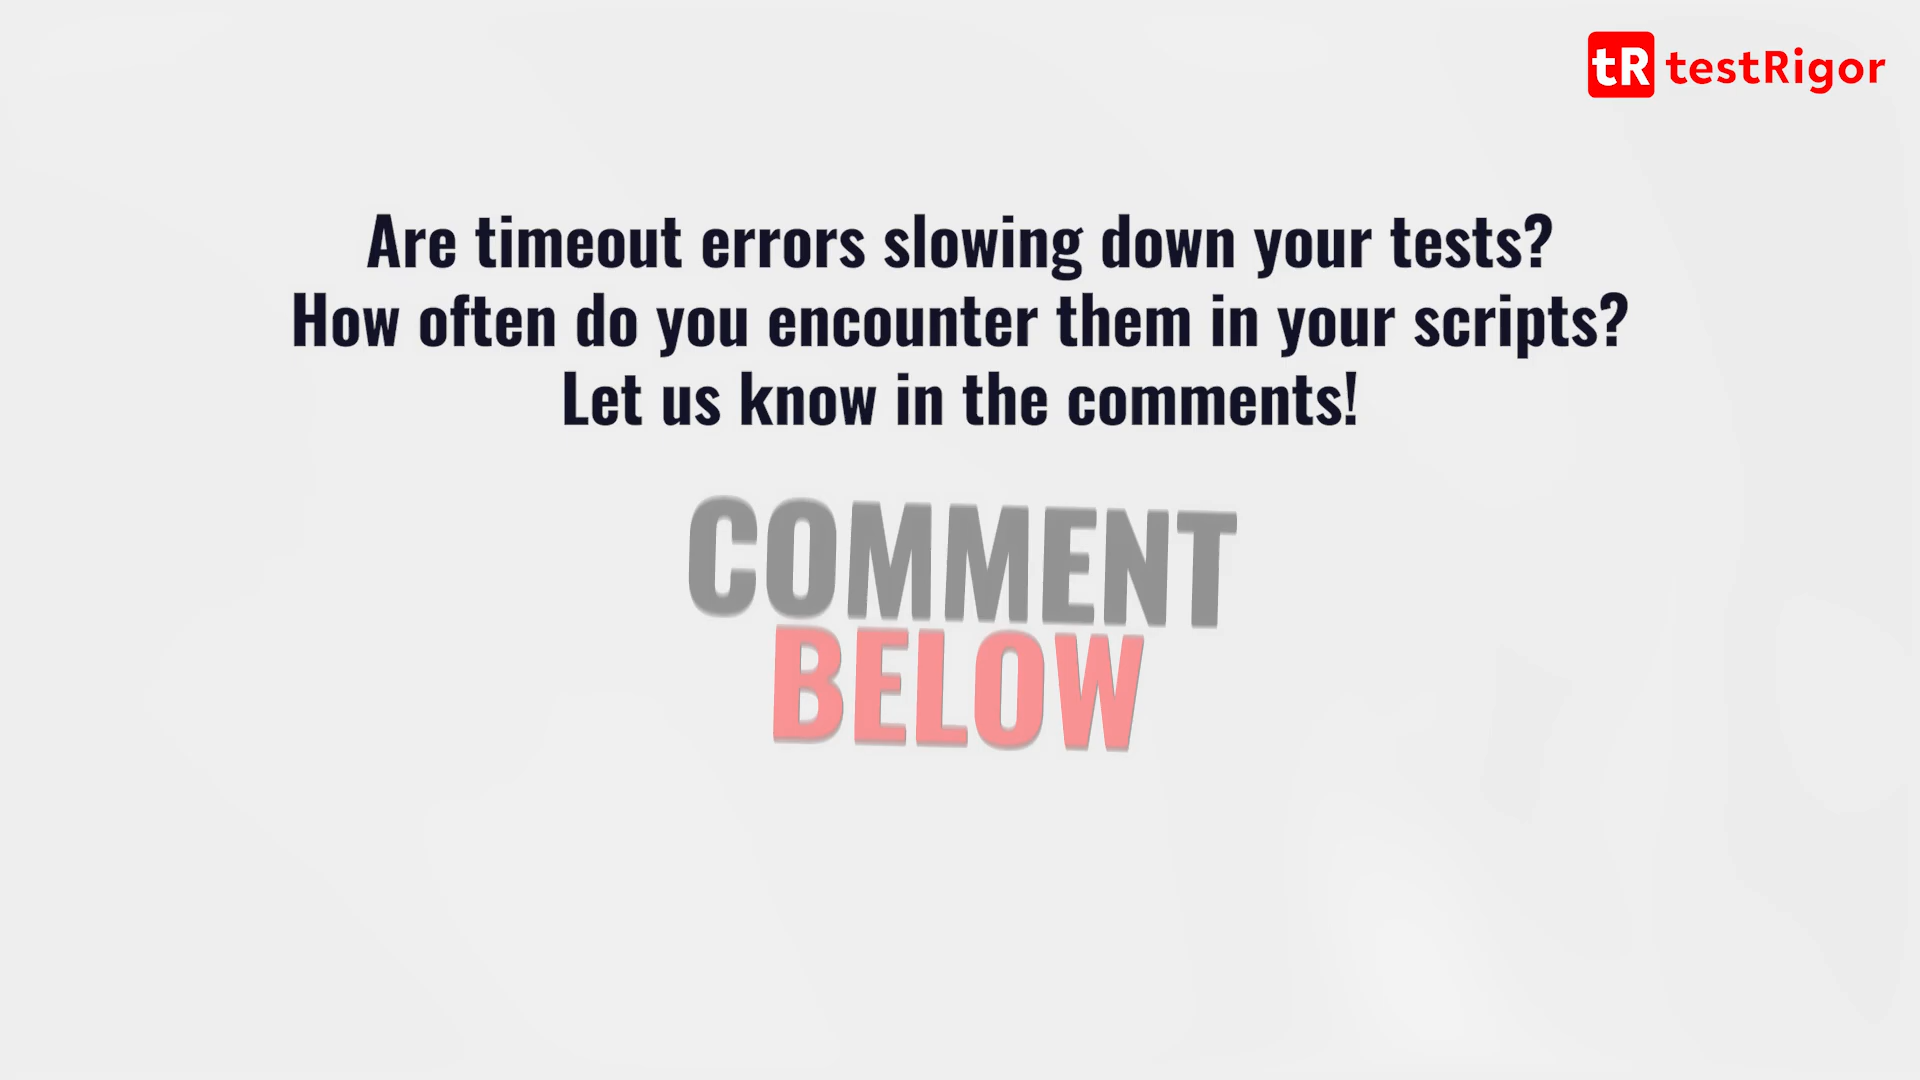 tR testRigor
Are timeout errors slowing down your tests?
How often do you encounter them in your scripts?
Let us know in the comments!
COMMENT
BELOW